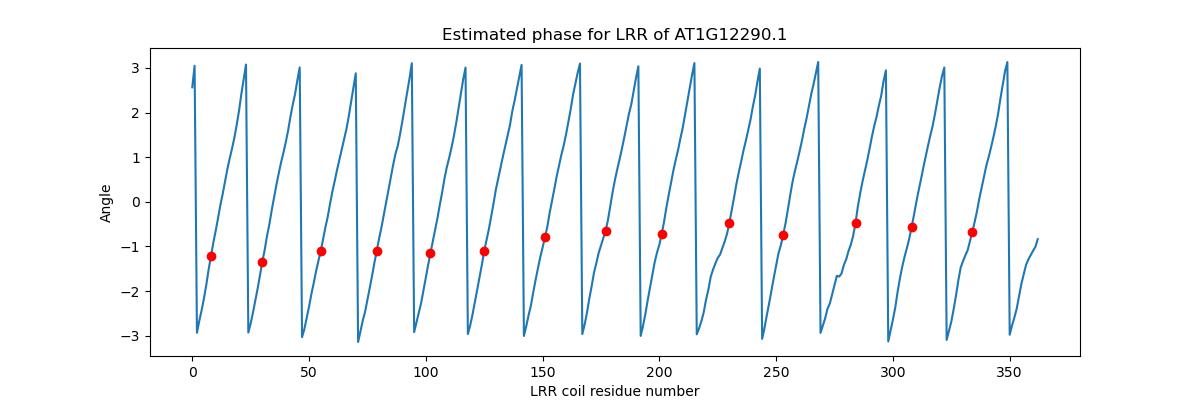 Estimated phase for LRR of AT1G12290.1
3
2
1
0
−1
−2
−3
Angle
0 50 100 150 200 250 300 350
LRR coil residue number